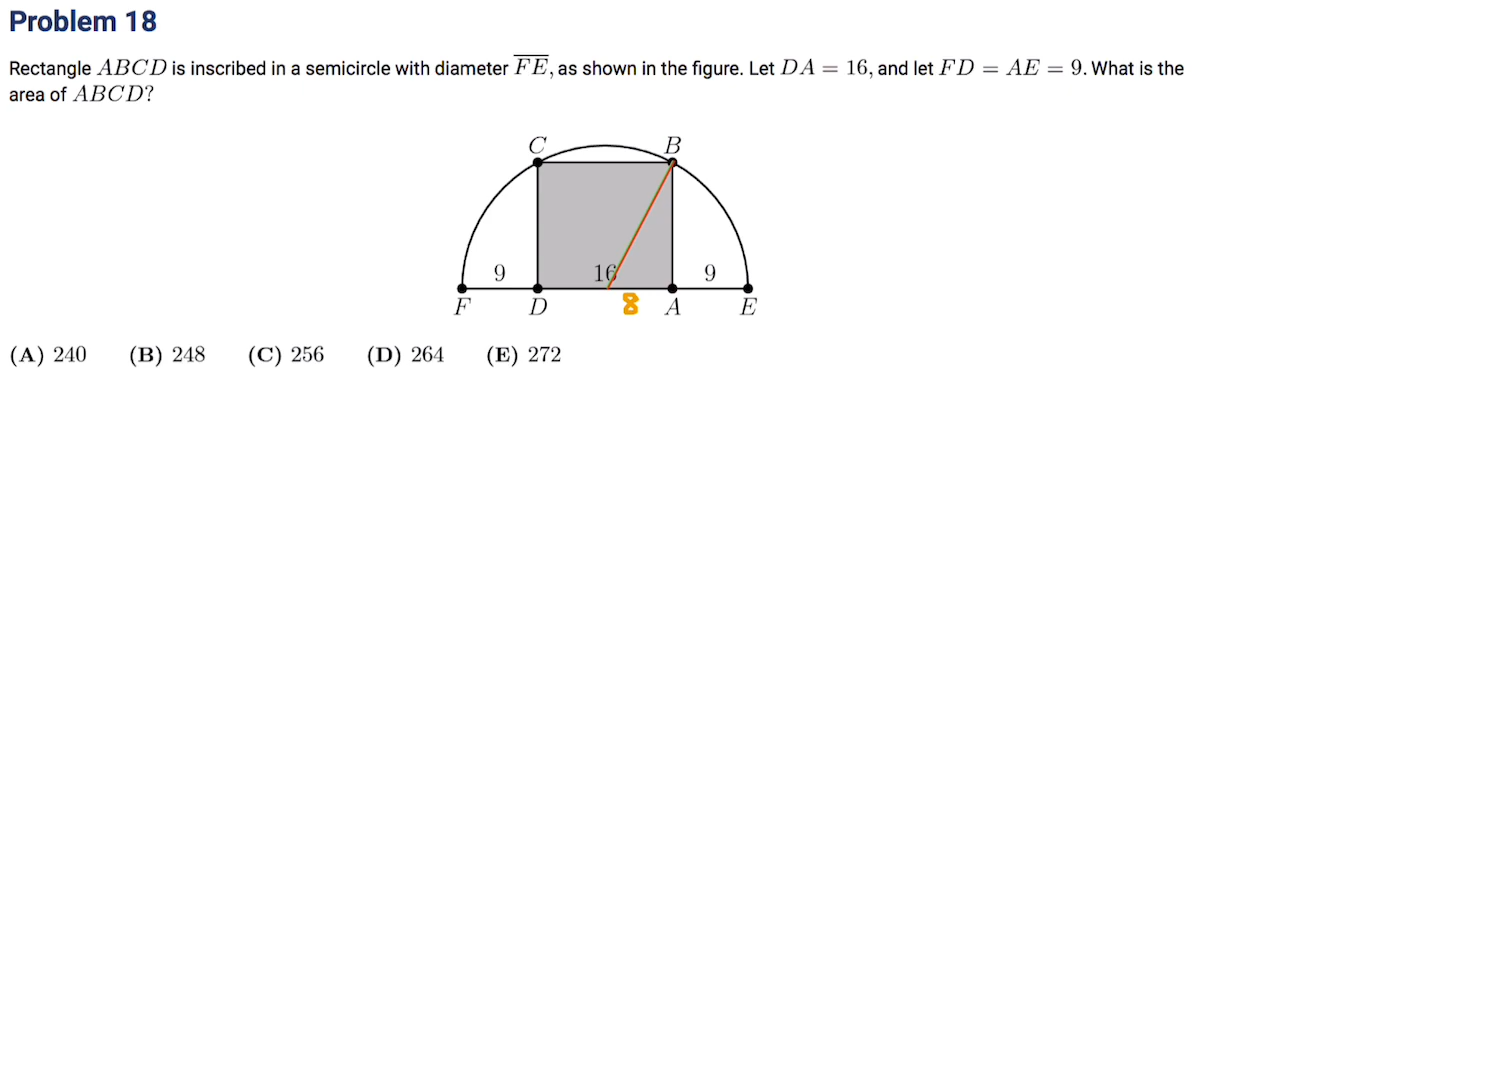 Problem 18
Rectangle ABCD is inscribed in a semicircle with diameter FE, as shown in the figure. Let DA = 16, and let FD = AE = 9. What is the
area of ABCD?
C B
9 16 9
F D 8 A E
(A) 240 (B) 248 (C) 256 (D) 264 (E) 272